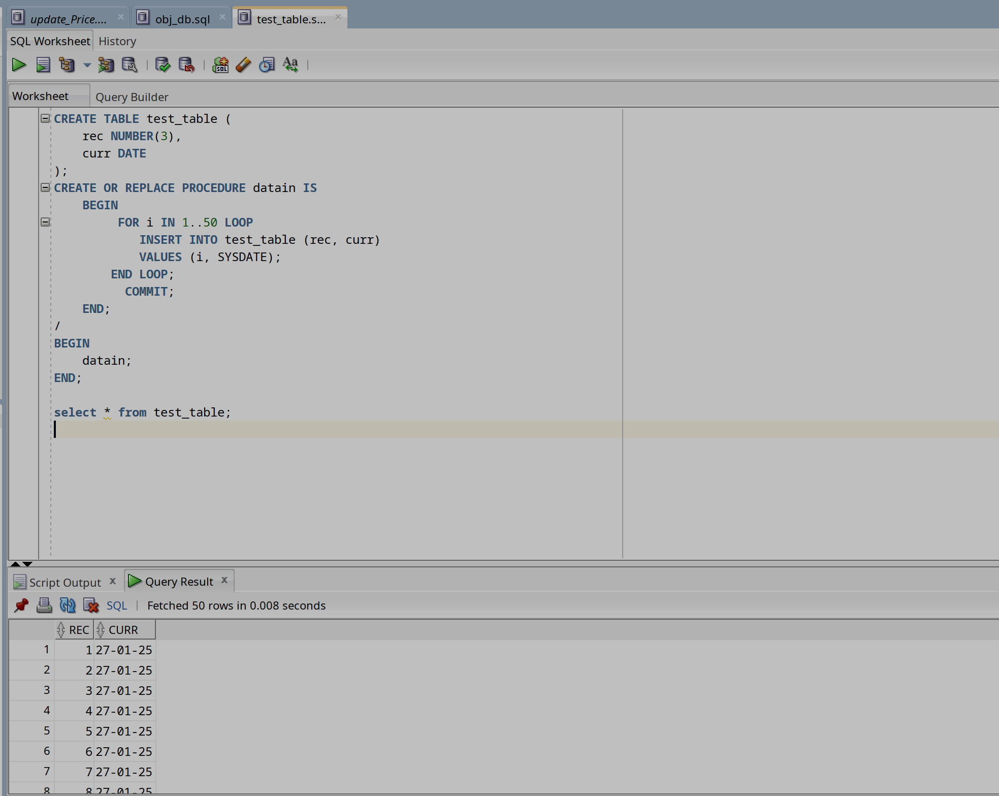 update_Price....
obj_db.sql
test_table.s...
SQL Worksheet History
Worksheet Query Builder
CREATE TABLE test_table (
    rec NUMBER(3),
    curr DATE
);
CREATE OR REPLACE PROCEDURE datain IS
    BEGIN
         FOR i IN 1..50 LOOP
            INSERT INTO test_table (rec, curr)
            VALUES (i, SYSDATE);
        END LOOP;
          COMMIT;
    END;
/
BEGIN
    datain;
END;
select * from test_table;
Script Output x Query Result x
SQL | Fetched 50 rows in 0.008 seconds
REC CURR
1 1 27-01-25
2 2 27-01-25
3 3 27-01-25
4 4 27-01-25
5 5 27-01-25
6 6 27-01-25
7 7 27-01-25
8 8 27-01-25